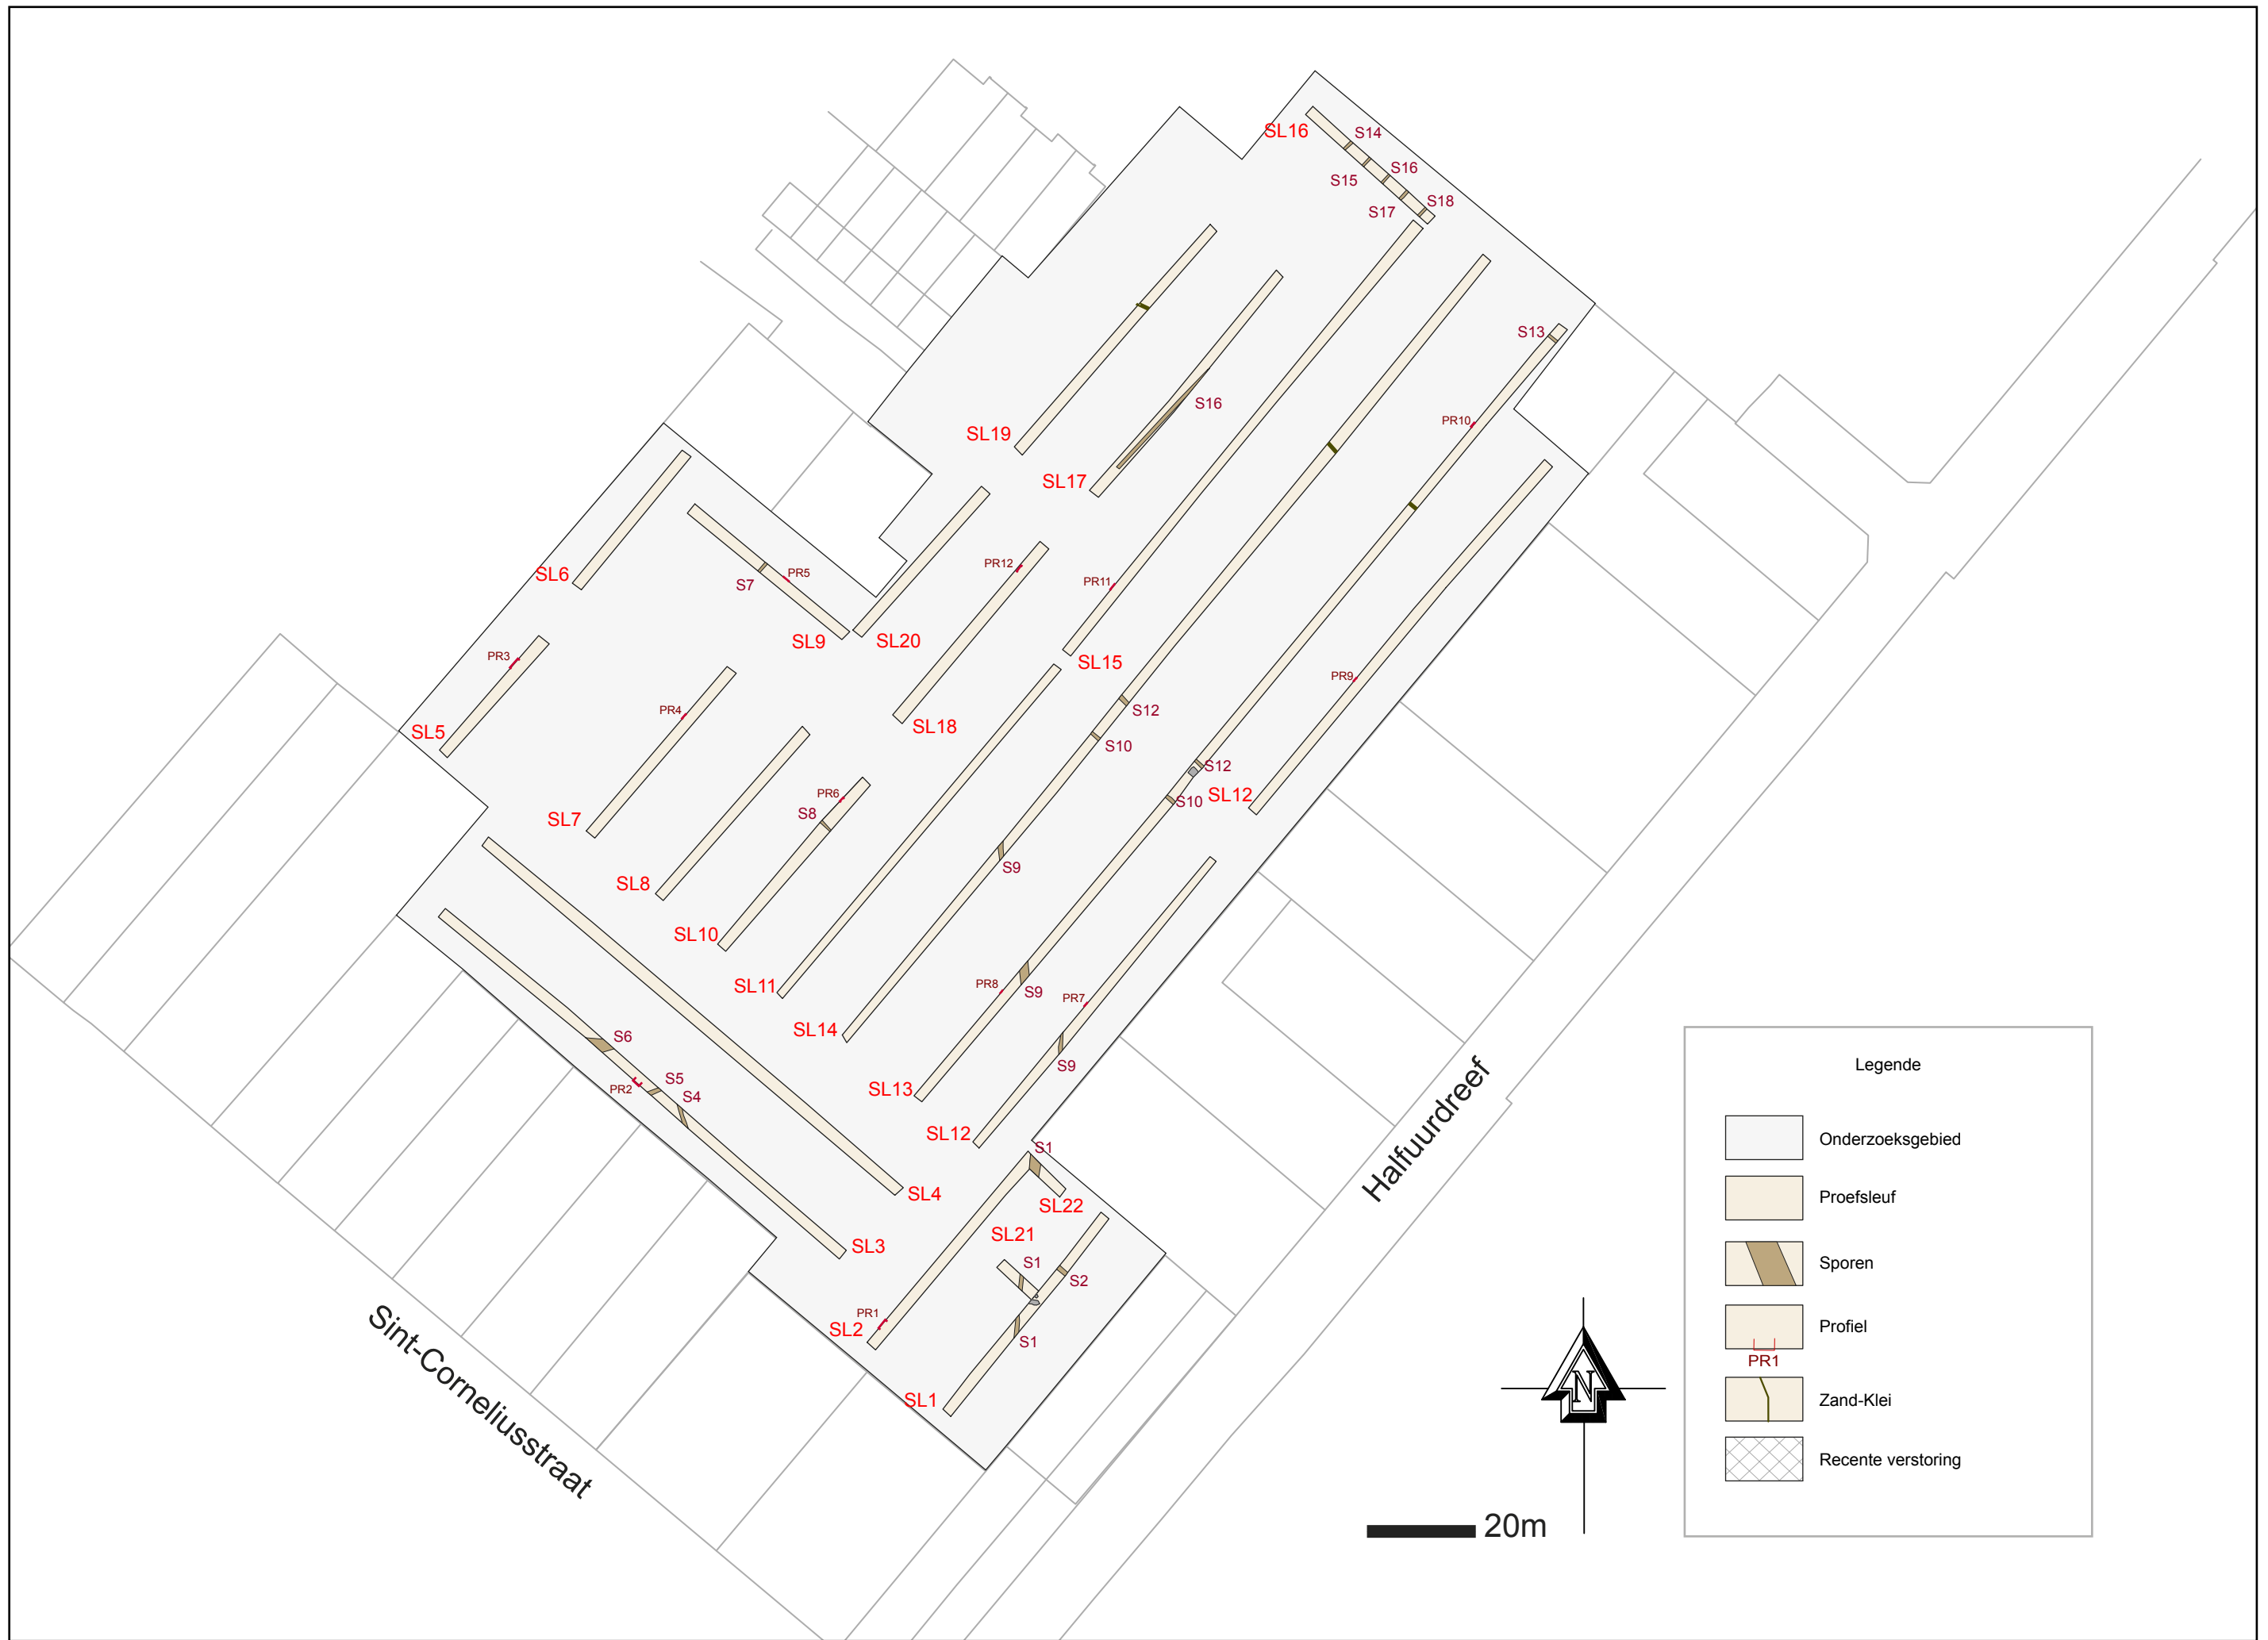 SL16
S14
S16
S15
S18
S17
S13
S16
PR10
SL19
SL17
PR12
PR11
SL6
PR5
S7
SL9
SL20
SL15
PR3
PR9
PR4
S12
SL5
SL18
S10
S12
PR6
SL12
S10
S8
SL7
S9
SL8
SL10
SL11
PR8
S9
PR7
SL14
S6
S9
S5
PR2
S4
SL13
SL12
S1
SL4
SL22
SL21
SL3
S1
S2
PR1
SL2
S1
SL1
Halfuurdreef
Sint-Corneliusstraat
Legende
Onderzoeksgebied
Proefsleuf
Sporen
Profiel
PR1
Zand-Klei
Recente verstoring
N
20m